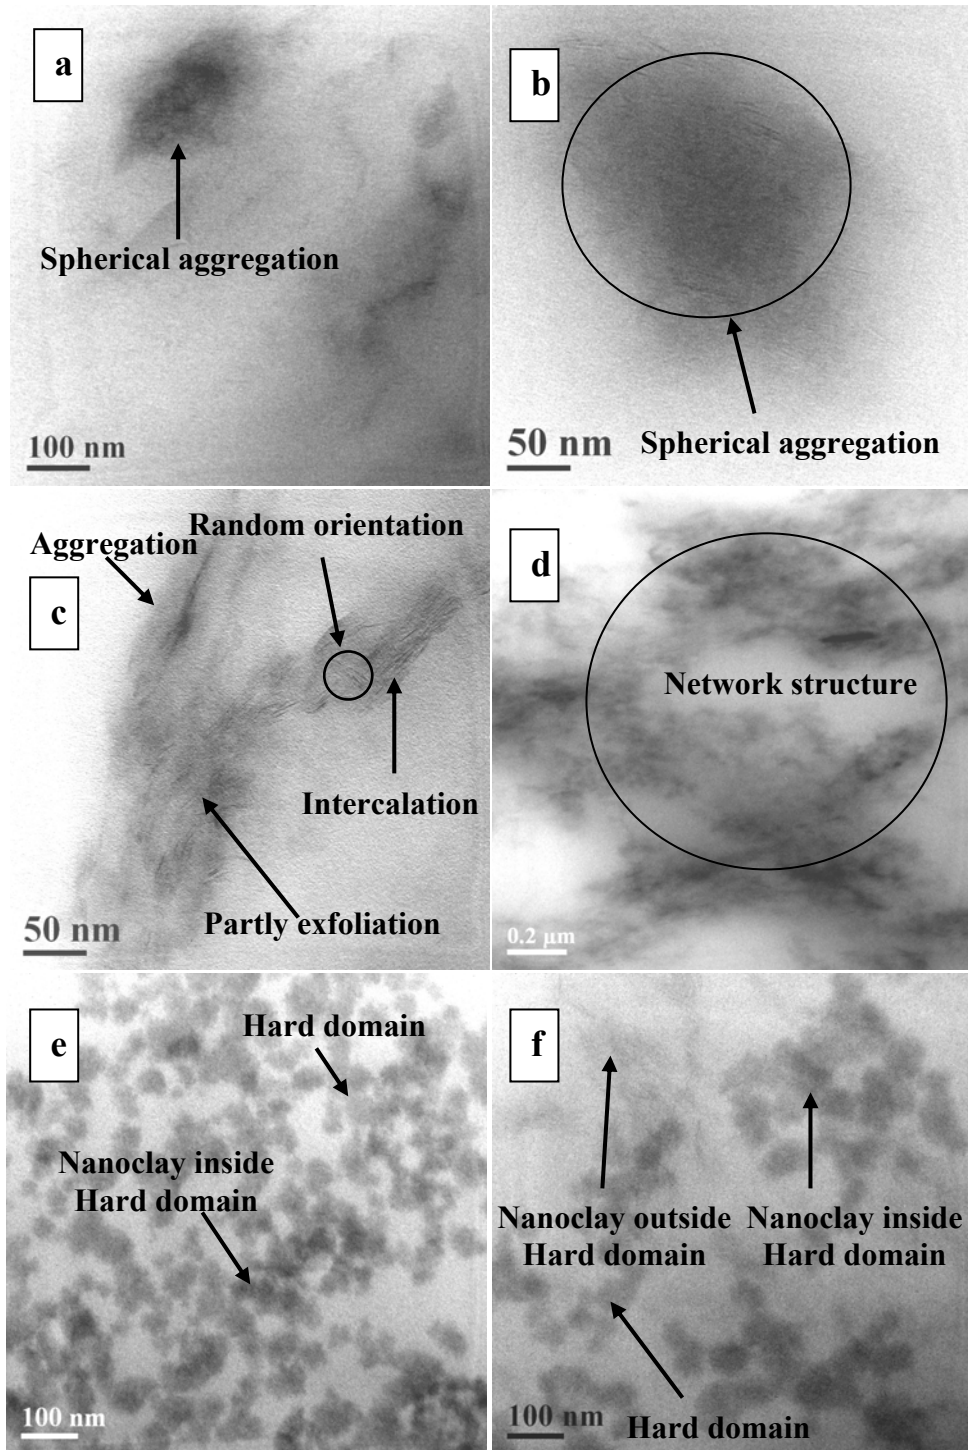 a
Spherical aggregation
100 nm
b
50 nm
Spherical aggregation
Random orientation
Aggregation
c
Intercalation
Partly exfoliation
50 nm
d
Network structure
0.2 µm
e
Hard domain
Nanoclay inside
Hard domain
100 nm
f
Nanoclay outside
Hard domain
Nanoclay inside
Hard domain
100 nm
Hard domain